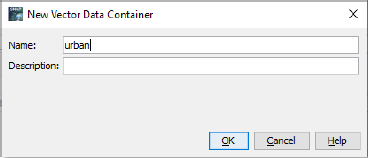 New Vector Data Container
Name: urban
Description:
OK Cancel Help